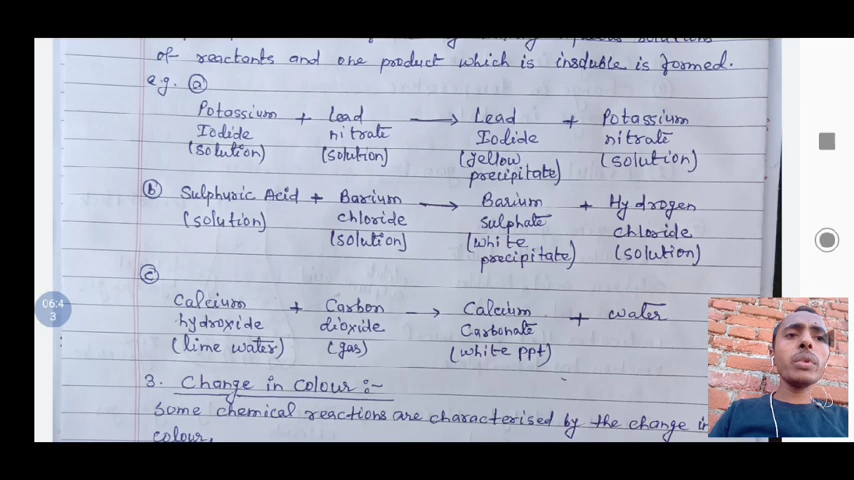 of reactants and one product which is insoluble is formed.
e.g. (a)
Potassium + Lead ⟶ Lead + Potassium
Iodide nitrate Iodide nitrate
(solution) (solution) (yellow (solution)
precipitate)
(b) Sulphuric Acid + Barium ⟶ Barium + Hydrogen
(solution) chloride sulphate chloride
(solution) (white (solution)
precipitate)
(c)
Calcium + Carbon → Calcium + water
hydroxide dioxide Carbonate
(lime water) (gas) (white ppt)
3. Change in colour :-
Some chemical reactions are characterised by the change in
colour.
06:4
3